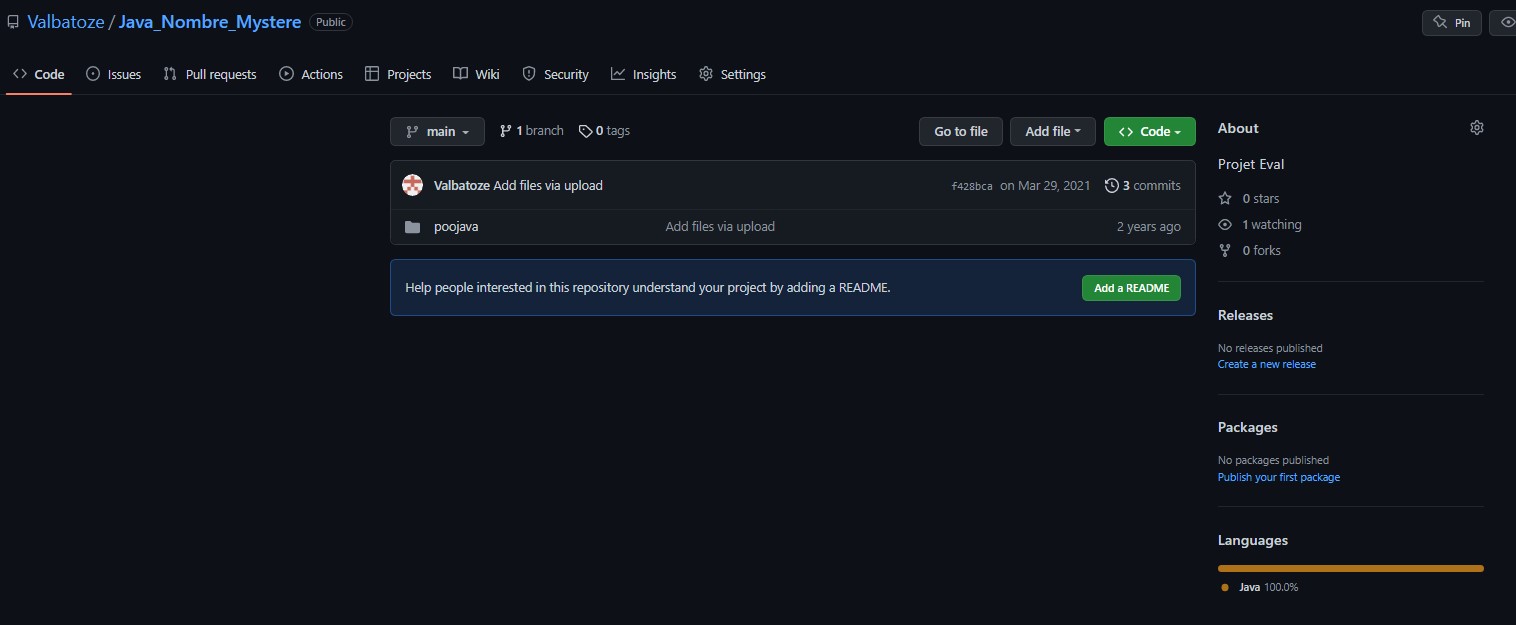 Valbatoze / Java_Nombre_Mystere Public Pin
Code Issues Pull requests Actions Projects Wiki Security Insights Settings
main 1 branch 0 tags Go to file Add file Code
Valbatoze Add files via upload f428bca on Mar 29, 2021 3 commits
poojava Add files via upload 2 years ago
Help people interested in this repository understand your project by adding a README. Add a README
About
Projet Eval
0 stars
1 watching
0 forks
Releases
No releases published
Create a new release
Packages
No packages published
Publish your first package
Languages
Java 100.0%